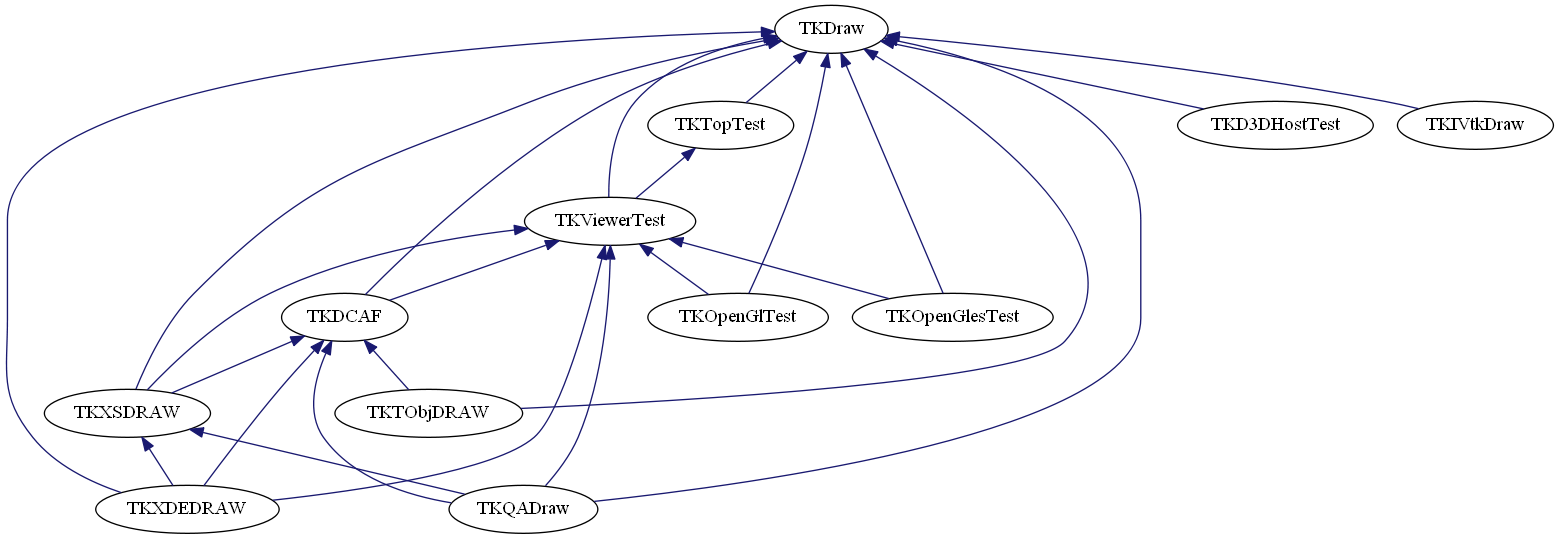 TKDraw
TKTopTest
TKD3DHostTest
TKIVtkDraw
TKViewerTest
TKDCAF
TKOpenGlTest
TKOpenGlesTest
TKXSDRAW
TKTObjDRAW
TKXDEDRAW
TKQADraw